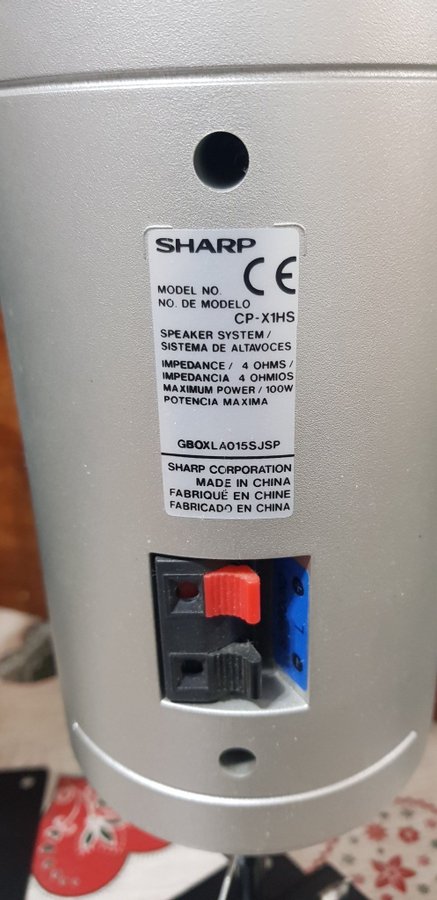 SHARP
CE
MODEL NO.
NO. DE MODELO
CP-X1HS
SPEAKER SYSTEM /
SISTEMA DE ALTAVOCES
IMPEDANCE / 4 OHMS /
IMPEDANCIA 4 OHMIOS
MAXIMUM POWER / 100W
POTENCIA MAXIMA
GBOXLA015SJSP
SHARP CORPORATION
MADE IN CHINA
FABRIQUÉ EN CHINE
FABRICADO EN CHINA